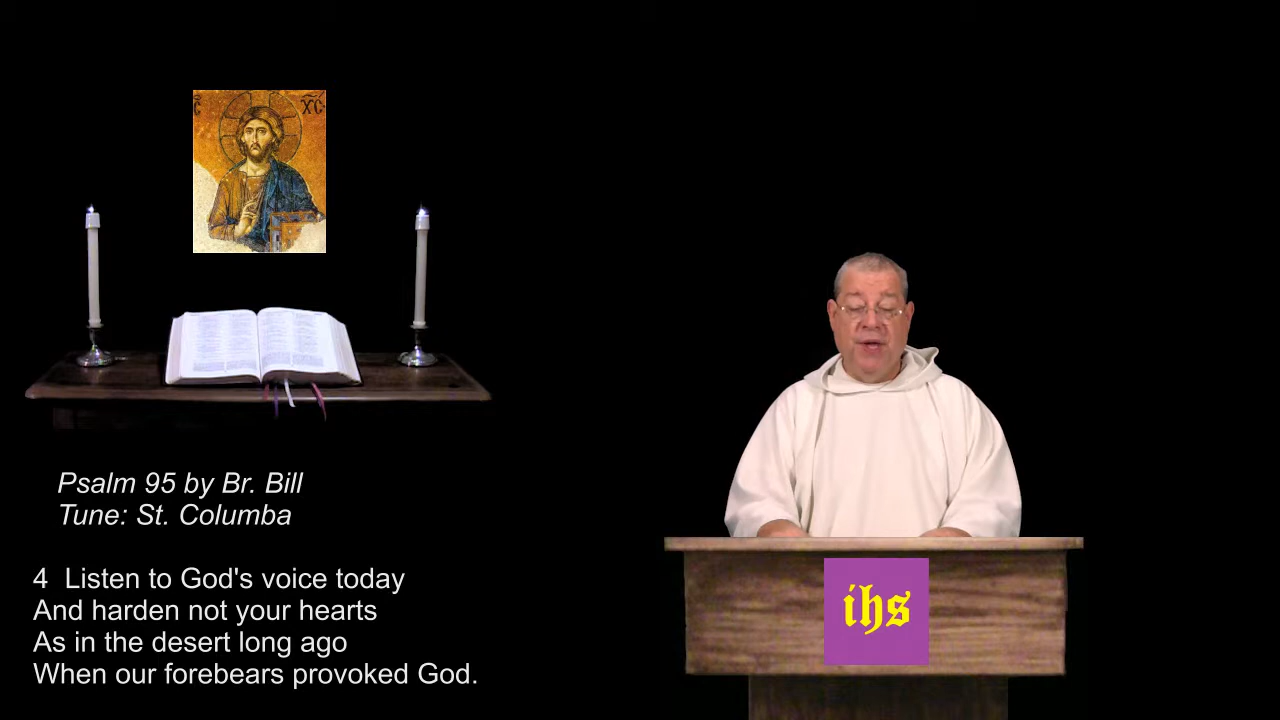 XC
Psalm 95 by Br. Bill
Tune: St. Columba
4 Listen to God's voice today
And harden not your hearts
As in the desert long ago
When our forebears provoked God.
ihs